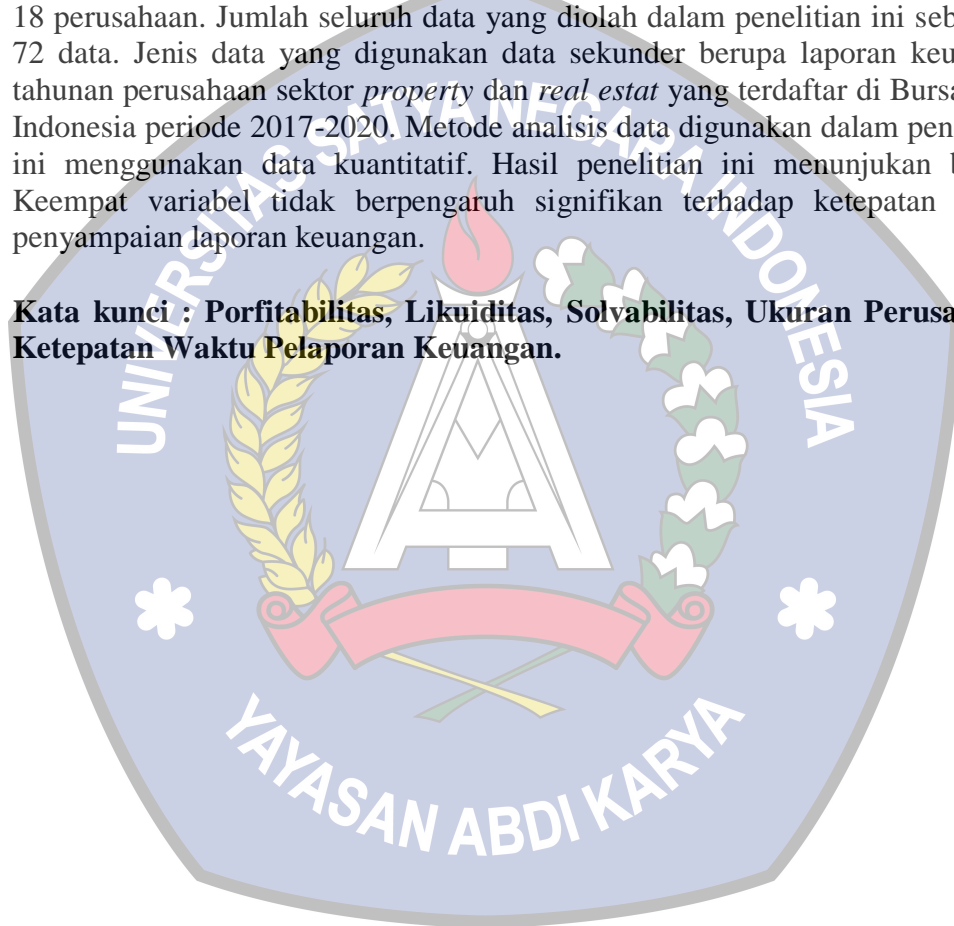 18 perusahaan. Jumlah seluruh data yang diolah dalam penelitian ini seb
72 data. Jenis data yang digunakan data sekunder berupa laporan keu
tahunan perusahaan sektor property dan real estat yang terdaftar di Bursa
Indonesia periode 2017-2020. Metode analisis data digunakan dalam pen
ini menggunakan data kuantitatif. Hasil penelitian ini menunjukan b
Keempat variabel tidak berpengaruh signifikan terhadap ketepatan
penyampaian laporan keuangan.
Kata kunci : Porfitabilitas, Likuiditas, Solvabilitas, Ukuran Perusa
Ketepatan Waktu Pelaporan Keuangan.
UNIVERSITAS SATYA NEGARA INDONESIA
YAYASAN ABDI KARYA